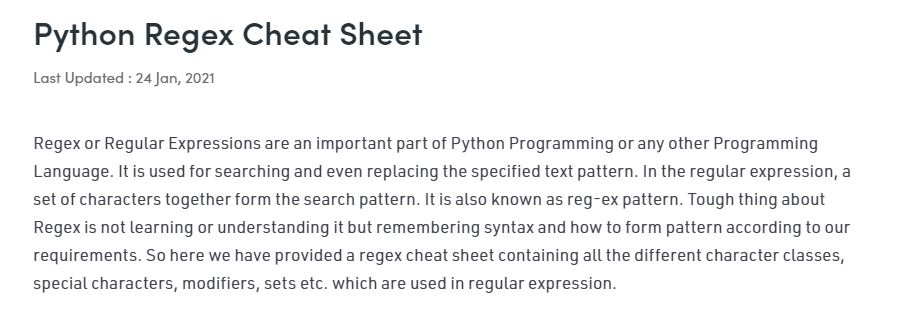 Python Regex Cheat Sheet
Last Updated : 24 Jan, 2021
Regex or Regular Expressions are an important part of Python Programming or any other Programming
Language. It is used for searching and even replacing the specified text pattern. In the regular expression, a
set of characters together form the search pattern. It is also known as reg-ex pattern. Tough thing about
Regex is not learning or understanding it but remembering syntax and how to form pattern according to our
requirements. So here we have provided a regex cheat sheet containing all the different character classes,
special characters, modifiers, sets etc. which are used in regular expression.